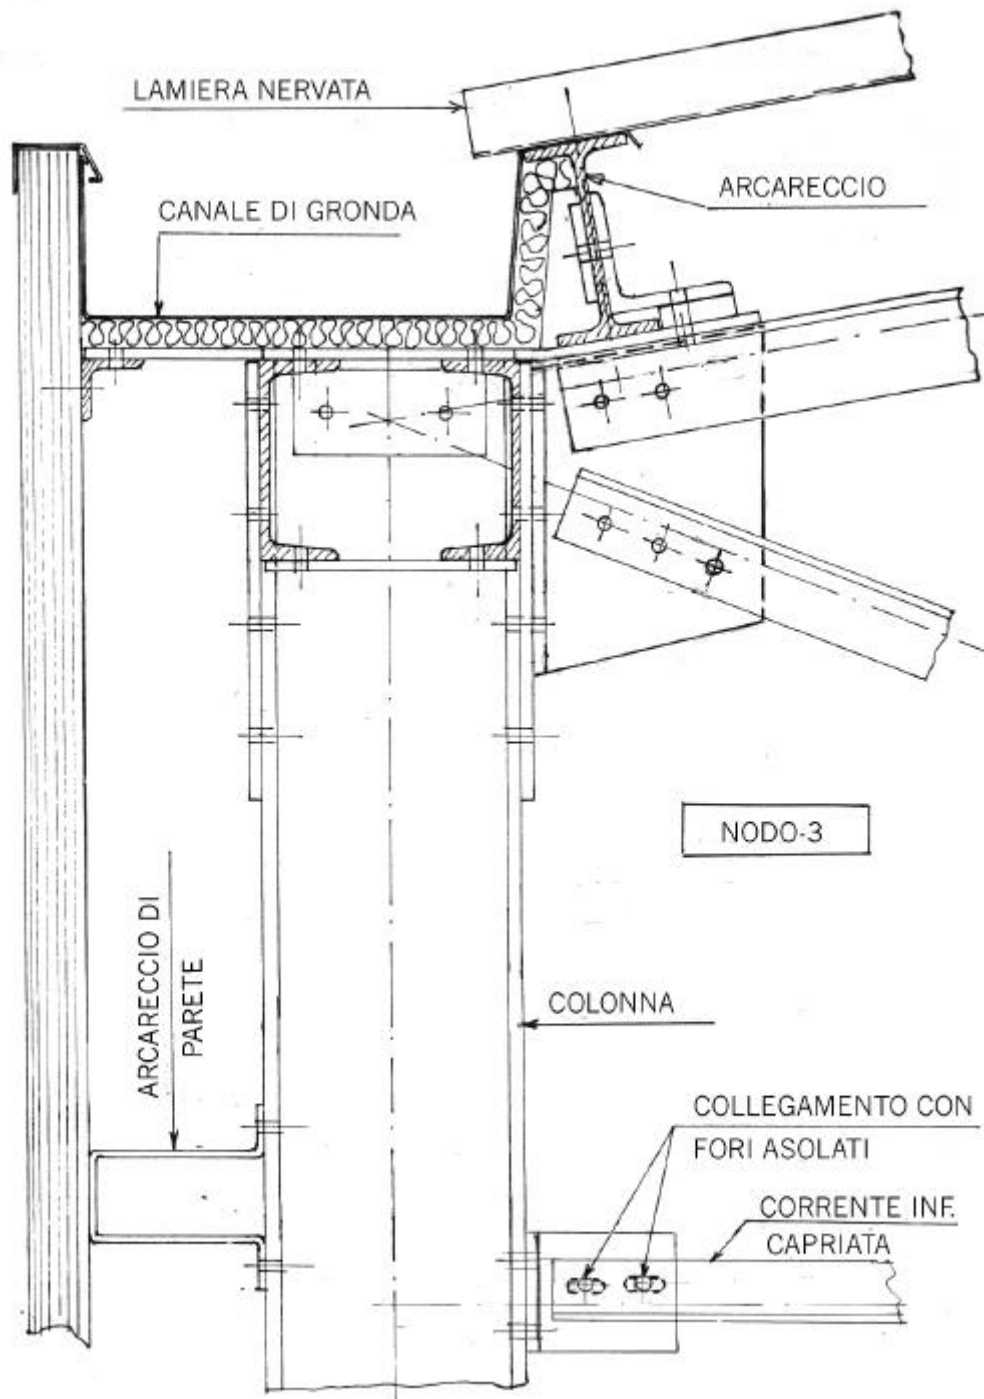 LAMIERA NERVATA
ARCARECCIO
CANALE DI GRONDA
NODO-3
ARCARECCIO DI
PARETE
COLONNA
COLLEGAMENTO CON
FORI ASOLATI
CORRENTE INF.
CAPRIATA